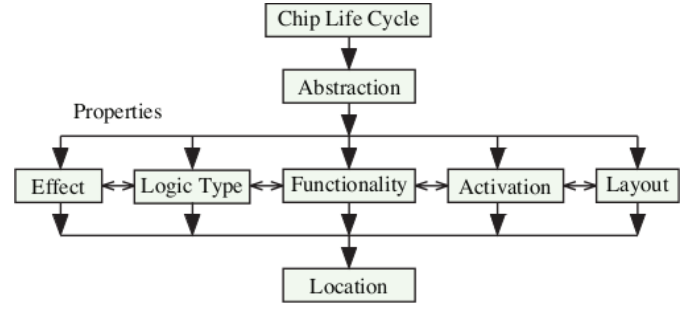 Chip Life Cycle
Abstraction
Properties
Effect
Logic Type
Functionality
Activation
Layout
Location